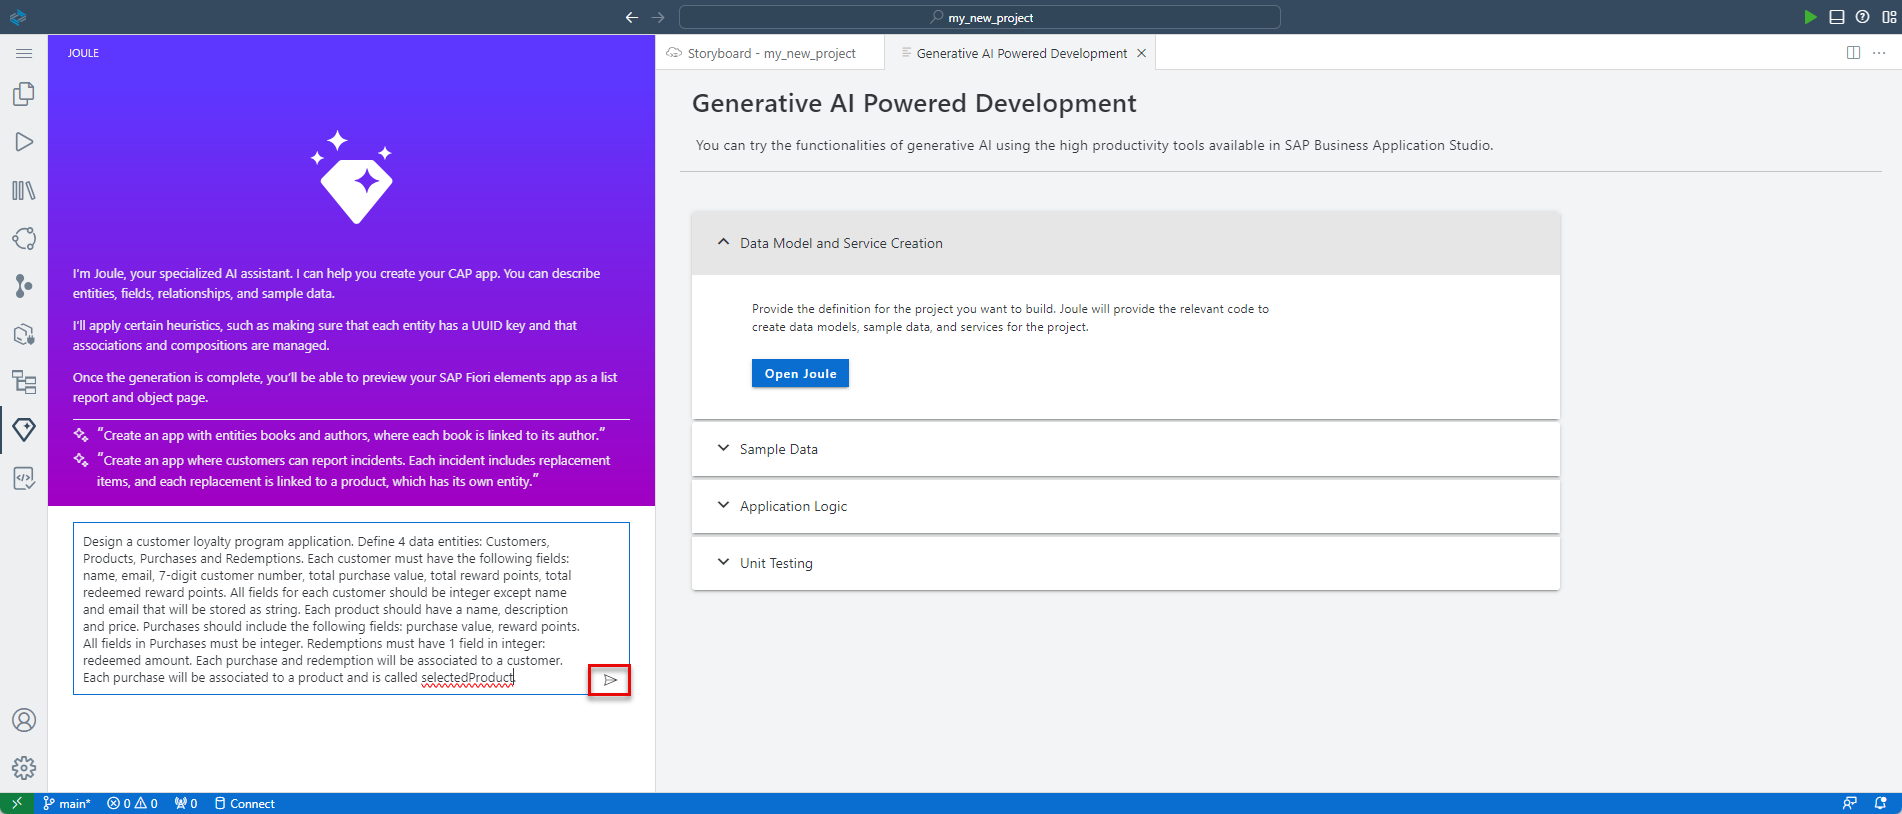 my_new_project
JOULE
I'm Joule, your specialized AI assistant. I can help you create your CAP app. You can describe
entities, fields, relationships, and sample data.
I'll apply certain heuristics, such as making sure that each entity has a UUID key and that
associations and compositions are managed.
Once the generation is complete, you'll be able to preview your SAP Fiori elements app as a list
report and object page.
"Create an app with entities books and authors, where each book is linked to its author."
"Create an app where customers can report incidents. Each incident includes replacement
items, and each replacement is linked to a product, which has its own entity."
Design a customer loyalty program application. Define 4 data entities: Customers,
Products, Purchases and Redemptions. Each customer must have the following fields:
name, email, 7-digit customer number, total purchase value, total reward points, total
redeemed reward points. All fields for each customer should be integer except name
and email that will be stored as string. Each product should have a name, description
and price. Purchases should include the following fields: purchase value, reward points.
All fields in Purchases must be integer. Redemptions must have 1 field in integer:
redeemed amount. Each purchase and redemption will be associated to a customer.
Each purchase will be associated to a product and is called selectedProduct.
Storyboard - my_new_project
Generative AI Powered Development
Generative AI Powered Development
You can try the functionalities of generative AI using the high productivity tools available in SAP Business Application Studio.
Data Model and Service Creation
Provide the definition for the project you want to build. Joule will provide the relevant code to
create data models, sample data, and services for the project.
Open Joule
Sample Data
Application Logic
Unit Testing
main* 0 0 0 Connect